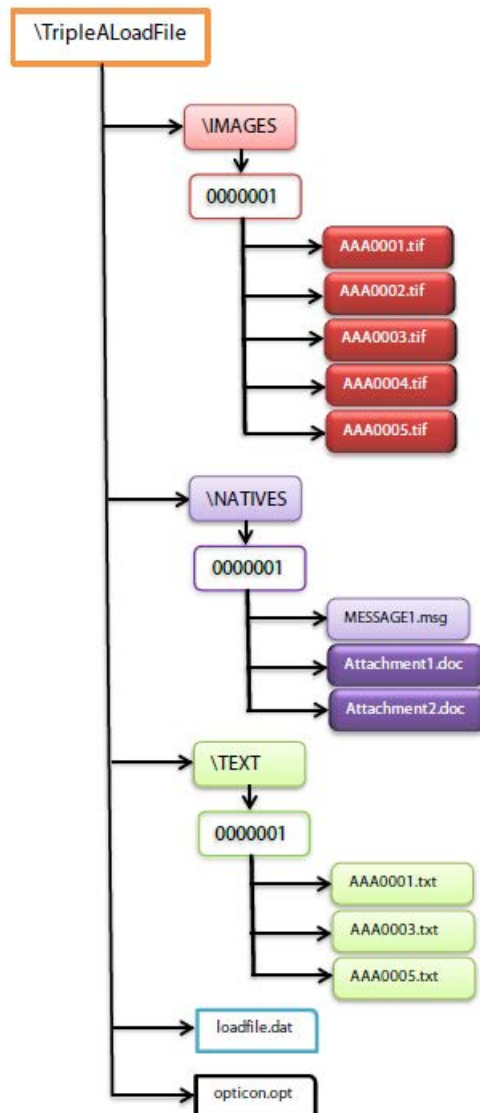 \TripleALoadFile
\IMAGES
0000001
AAA0001.tif
AAA0002.tif
AAA0003.tif
AAA0004.tif
AAA0005.tif
\NATIVES
0000001
MESSAGE1.msg
Attachment1.doc
Attachment2.doc
\TEXT
0000001
AAA0001.txt
AAA0003.txt
AAA0005.txt
loadfile.dat
opticon.opt